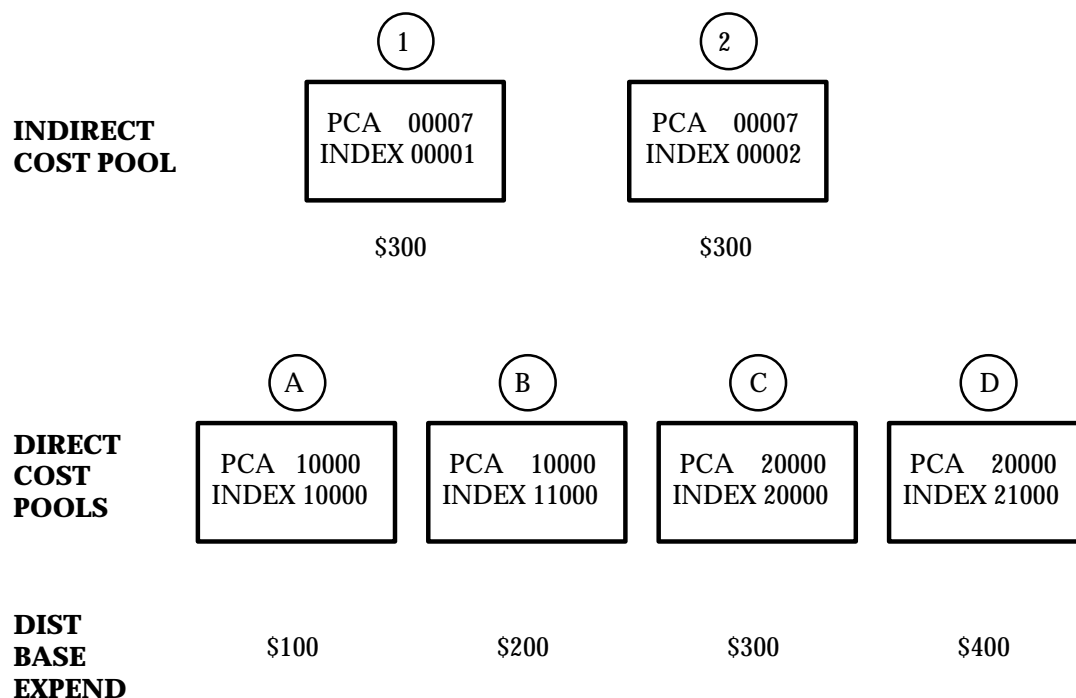 1 2
INDIRECT
COST POOL
PCA 00007
INDEX 00001
PCA 00007
INDEX 00002
$300 $300
A B C D
DIRECT
COST
POOLS
PCA 10000
INDEX 10000
PCA 10000
INDEX 11000
PCA 20000
INDEX 20000
PCA 20000
INDEX 21000
DIST
BASE
EXPEND
$100 $200 $300 $400